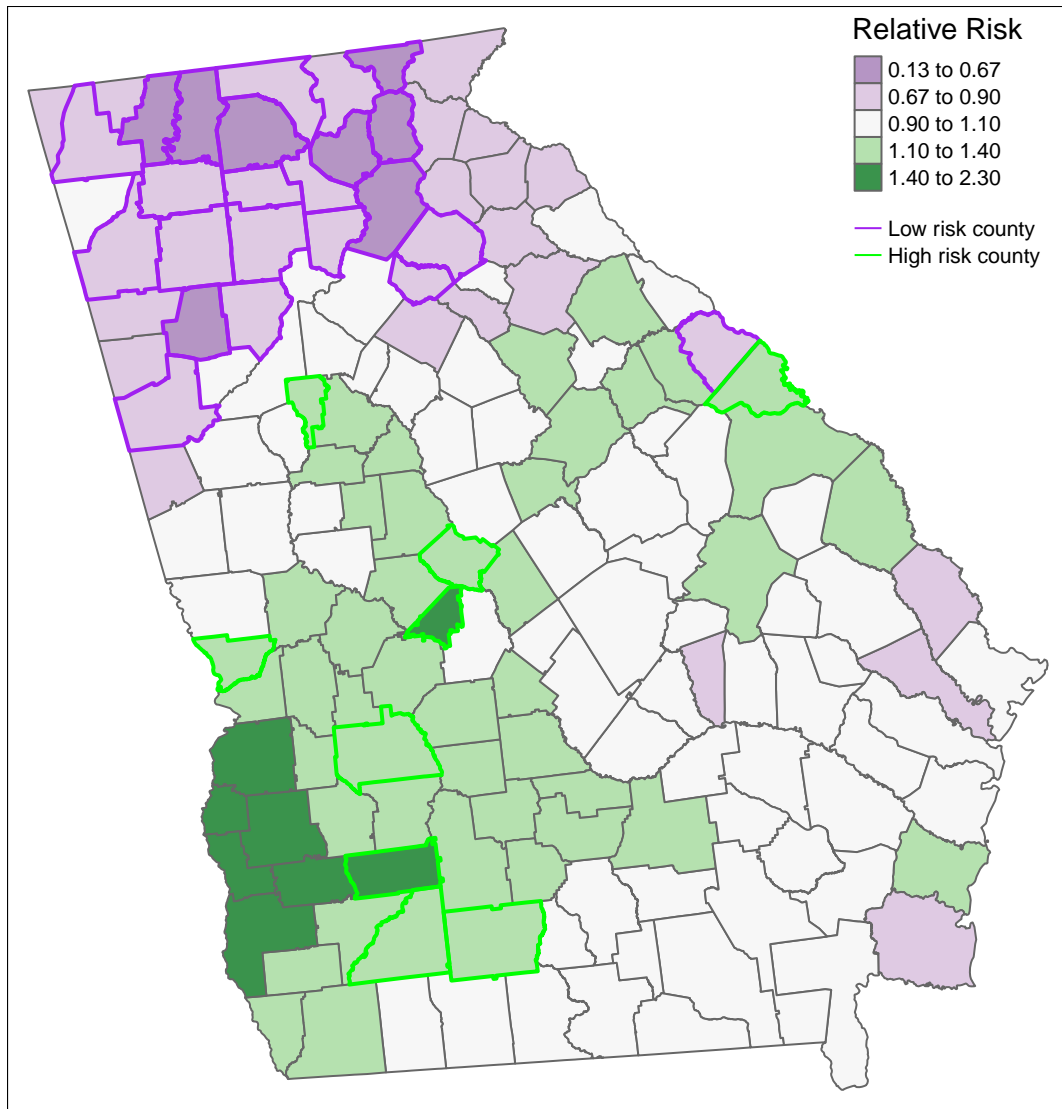 Relative Risk
0.13 to 0.67
0.67 to 0.90
0.90 to 1.10
1.10 to 1.40
1.40 to 2.30
Low risk county
High risk county